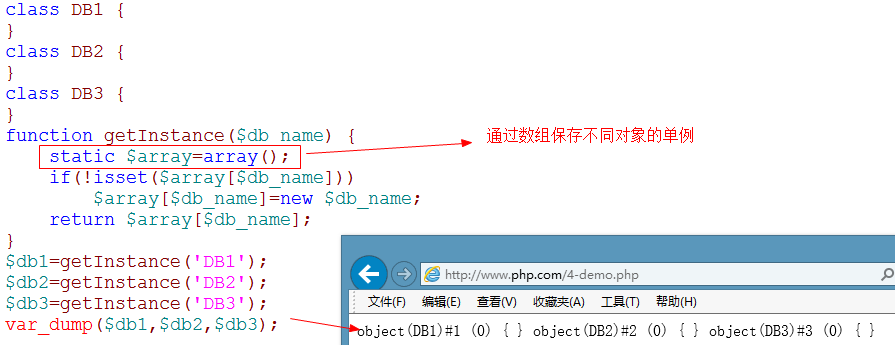 class DB1 {
}
class DB2 {
}
class DB3 {
}
function getInstance($db_name) {
static $array=array();
通过数组保存不同对象的单例
if(!isset($array[$db_name]))
$array[$db_name]=new $db_name;
return $array[$db_name];
}
$db1=getInstance('DB1');
$db2=getInstance('DB2');
$db3=getInstance('DB3');
var_dump($db1,$db2,$db3);
http://www.php.com/4-demo.php
文件(F) 编辑(E) 查看(V) 收藏夹(A) 工具(T) 帮助(H)
object(DB1)#1 (0) { } object(DB2)#2 (0) { } object(DB3)#3 (0) { }